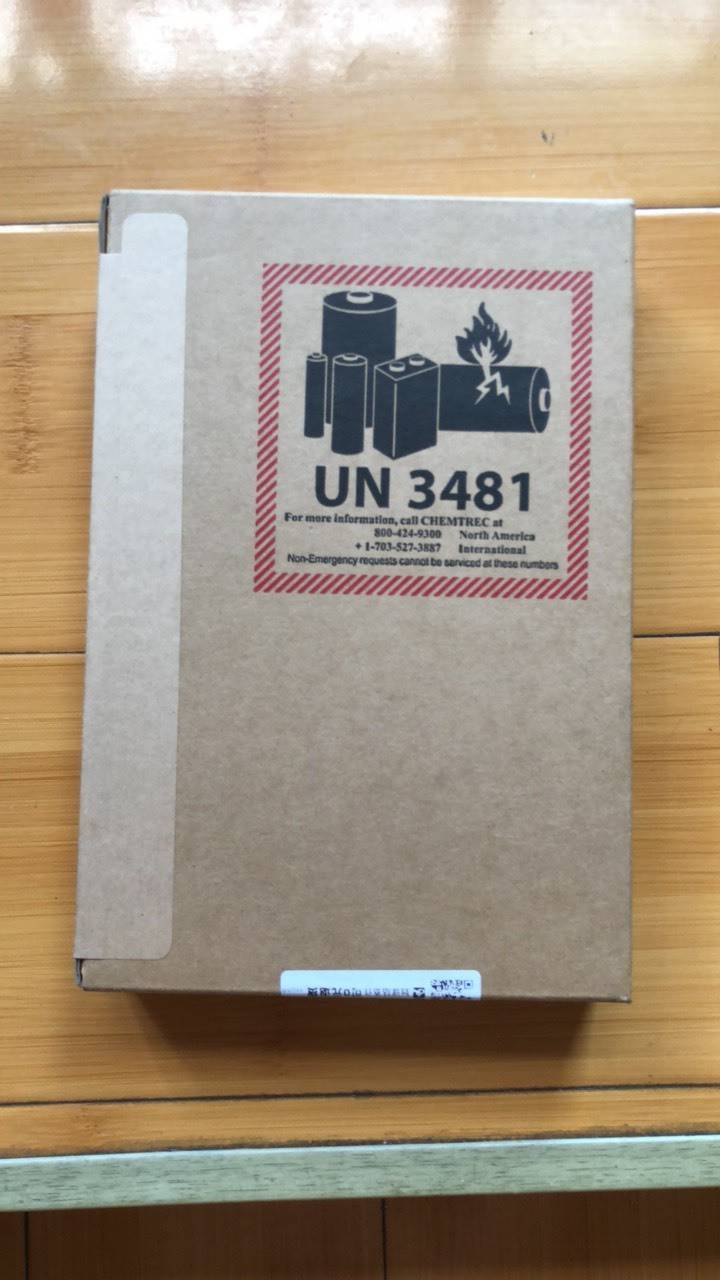 UN 3481
For more information, call CHEMTREC at
800-424-9300 North America
+ 1-703-527-3887 International
Non-Emergency requests cannot be serviced at these numbers